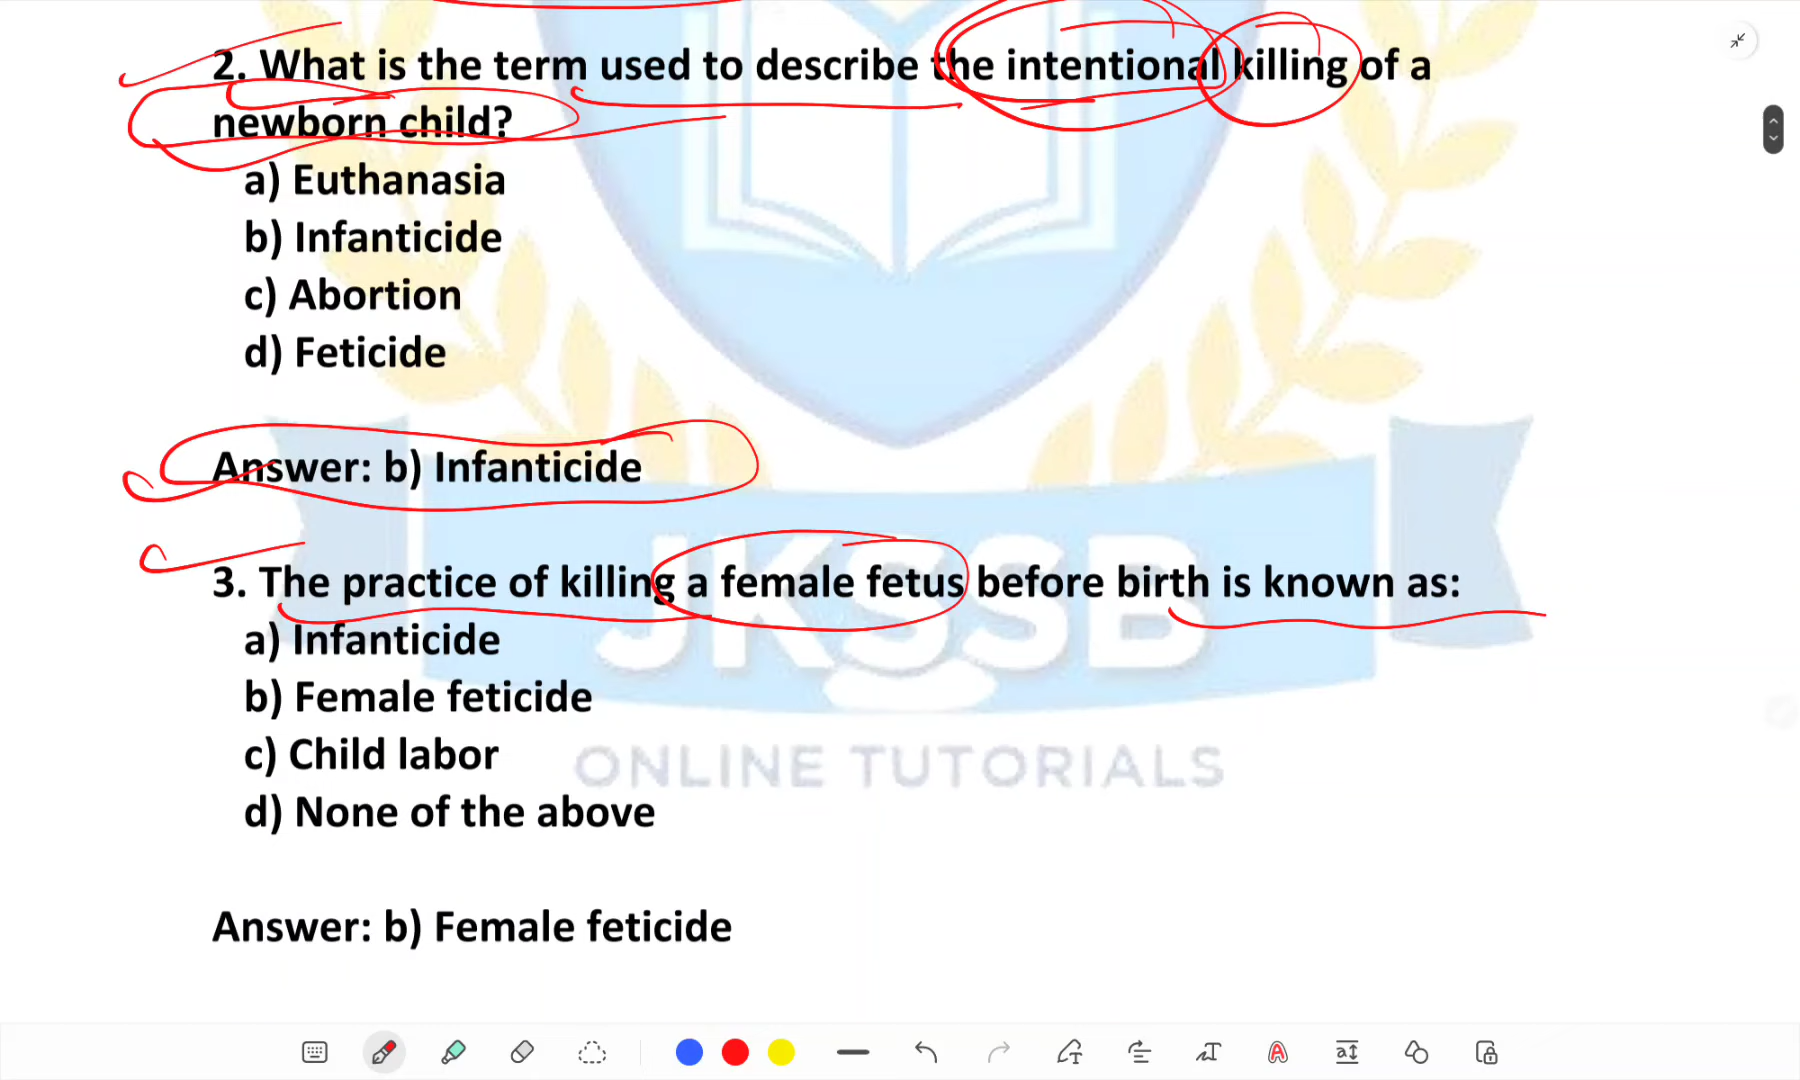 2. What is the term used to describe the intentional killing of a
newborn child?
a) Euthanasia
b) Infanticide
c) Abortion
d) Feticide
Answer: b) Infanticide
3. The practice of killing a female fetus before birth is known as:
a) Infanticide
b) Female feticide
c) Child labor
d) None of the above
Answer: b) Female feticide
JKSSB
ONLINE TUTORIALS